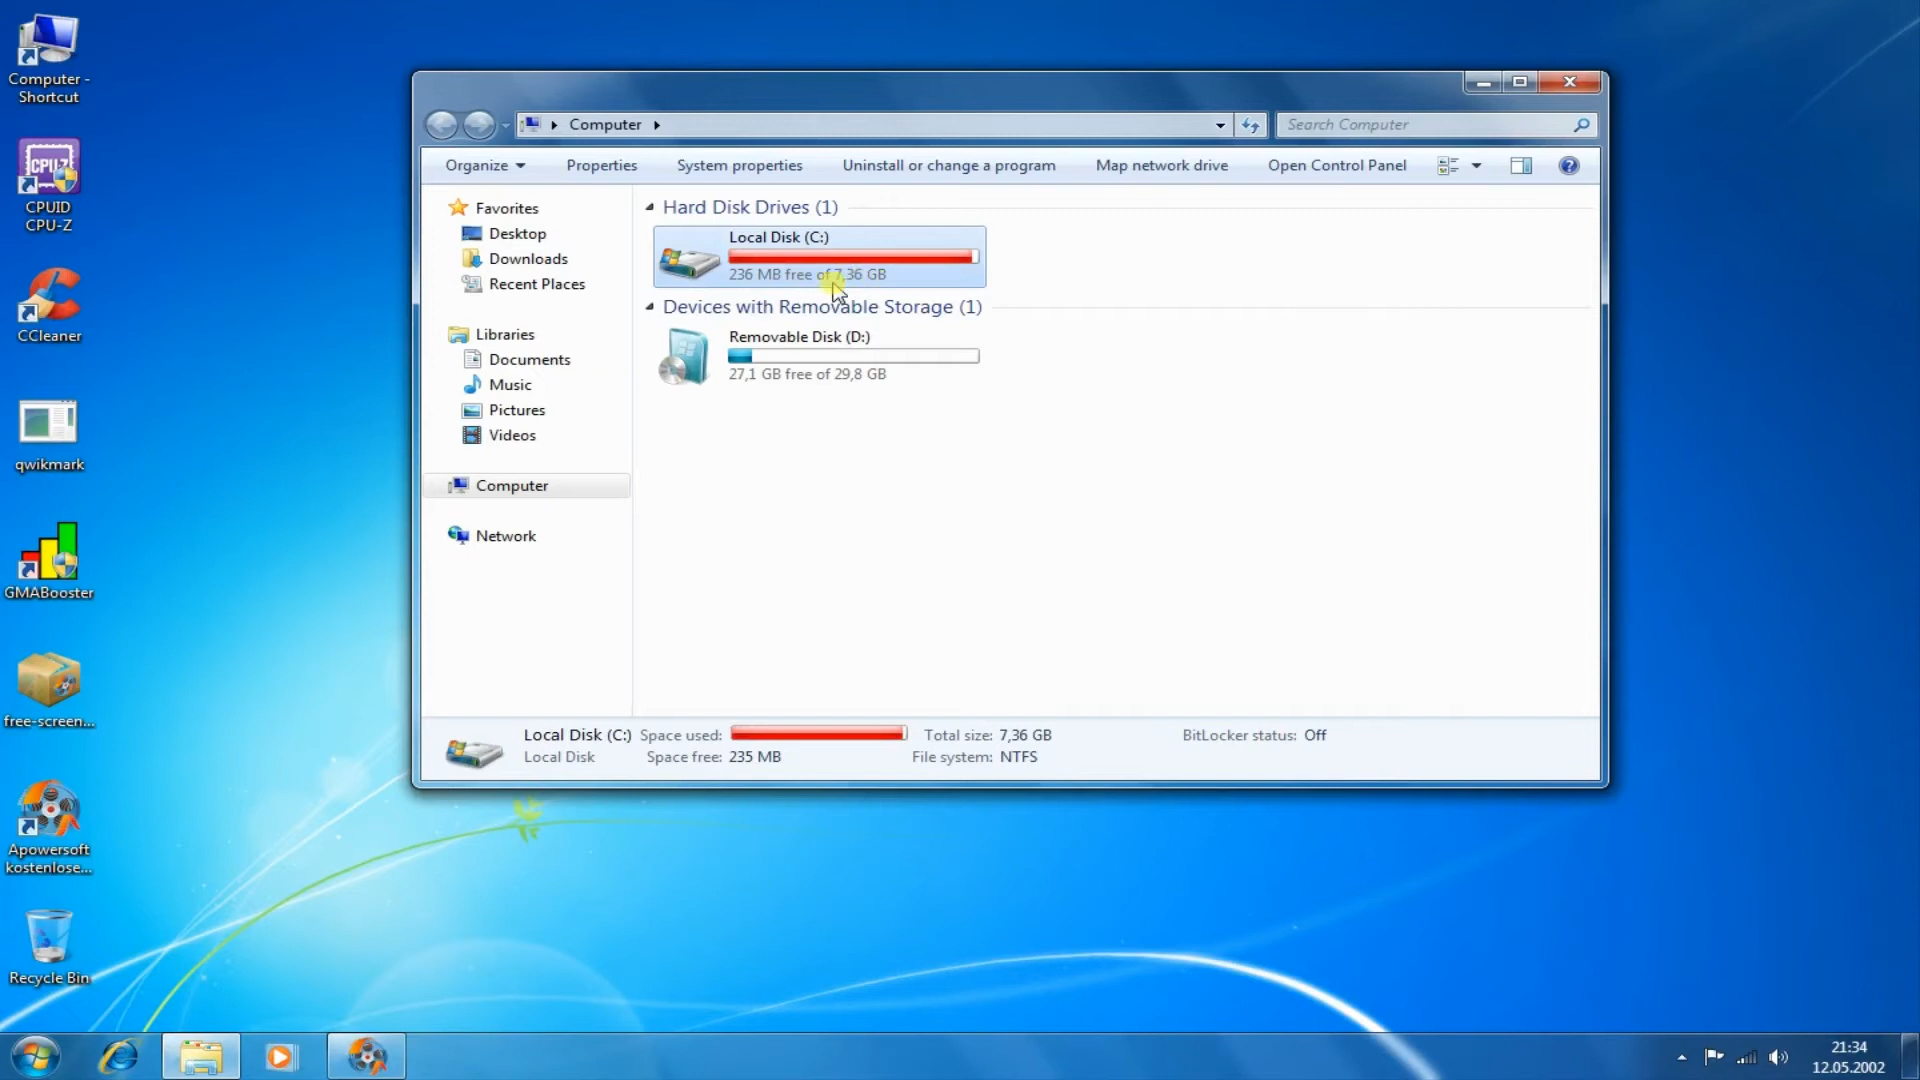 Computer -
Shortcut
CPU-Z
CPUID
CPU-Z
CCleaner
qwikmark
GMABooster
free-screen...
Apowersoft
kostenlose...
Recycle Bin
Computer
Search Computer
Organize
Properties
System properties
Uninstall or change a program
Map network drive
Open Control Panel
Favorites
Desktop
Downloads
Recent Places
Libraries
Documents
Music
Pictures
Videos
Computer
Network
Hard Disk Drives (1)
Local Disk (C:)
236 MB free of 7,36 GB
Devices with Removable Storage (1)
Removable Disk (D:)
27,1 GB free of 29,8 GB
Local Disk (C:) Space used: Total size: 7,36 GB BitLocker status: Off
Local Disk Space free: 235 MB File system: NTFS
21:34
12.05.2002